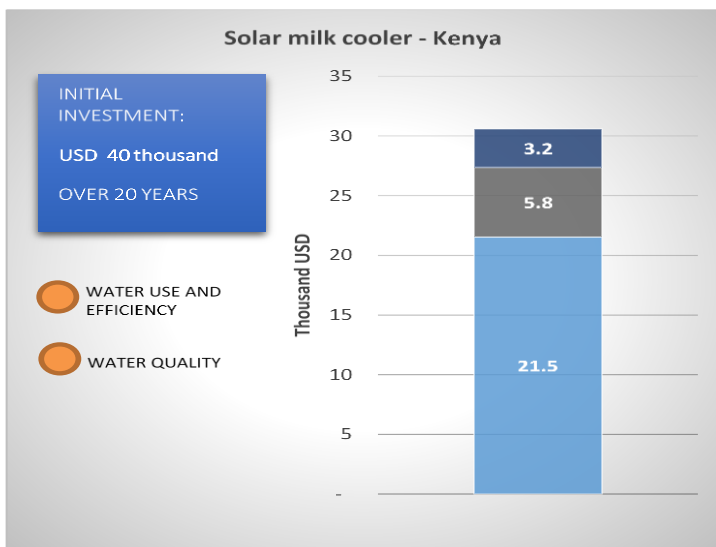 Solar milk cooler - Kenya
INITIAL
INVESTMENT:
USD 40 thousand
OVER 20 YEARS
WATER USE AND
EFFICIENCY
WATER QUALITY
Thousand USD
35
30
25
20
15
10
5
-
3.2
5.8
21.5